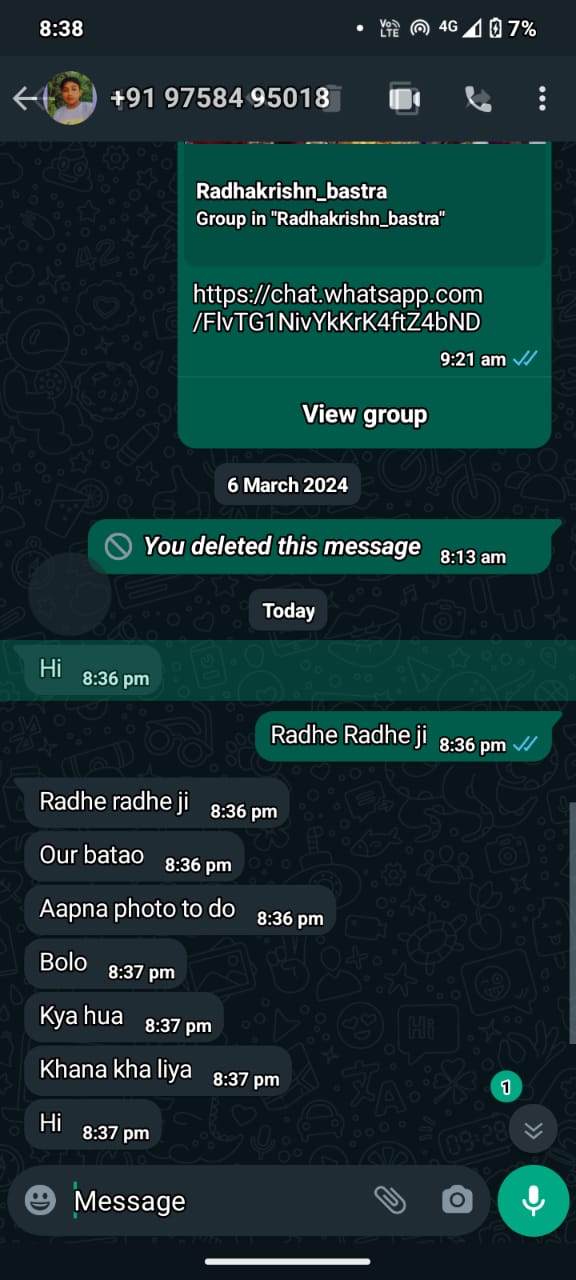 8:38
Vo LTE 4G 7%
+91 97584 95018
Radhakrishn_bastra
Group in "Radhakrishn_bastra"
https://chat.whatsapp.com
/FlvTG1NivYkKrK4ftZ4bND
9:21 am
View group
6 March 2024
You deleted this message 8:13 am
Today
Hi 8:36 pm
Radhe Radhe ji 8:36 pm
Radhe radhe ji 8:36 pm
Our batao 8:36 pm
Aapna photo to do 8:36 pm
Bolo 8:37 pm
Kya hua 8:37 pm
Khana kha liya 8:37 pm
1
Hi 8:37 pm
Message